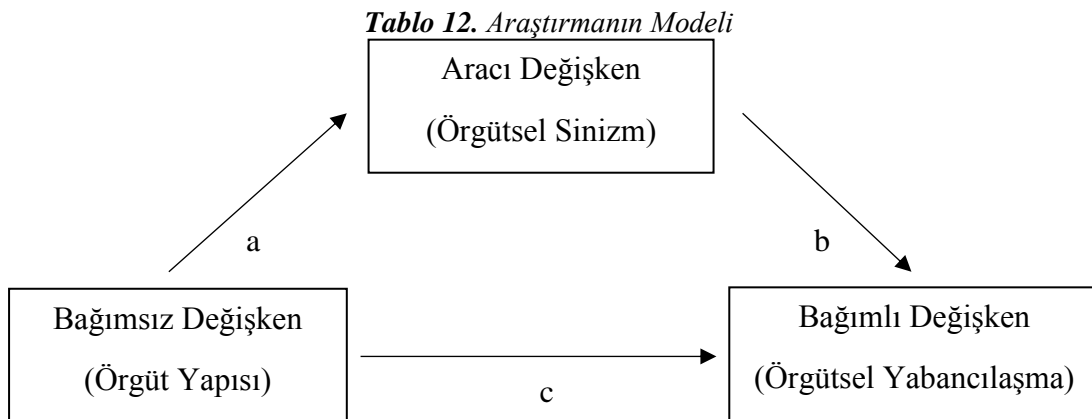 Tablo 12. Araştırmanın Modeli
Aracı Değişken
(Örgütsel Sinizm)
a
b
Bağımsız Değişken
(Örgüt Yapısı)
c
Bağımlı Değişken
(Örgütsel Yabancılaşma)